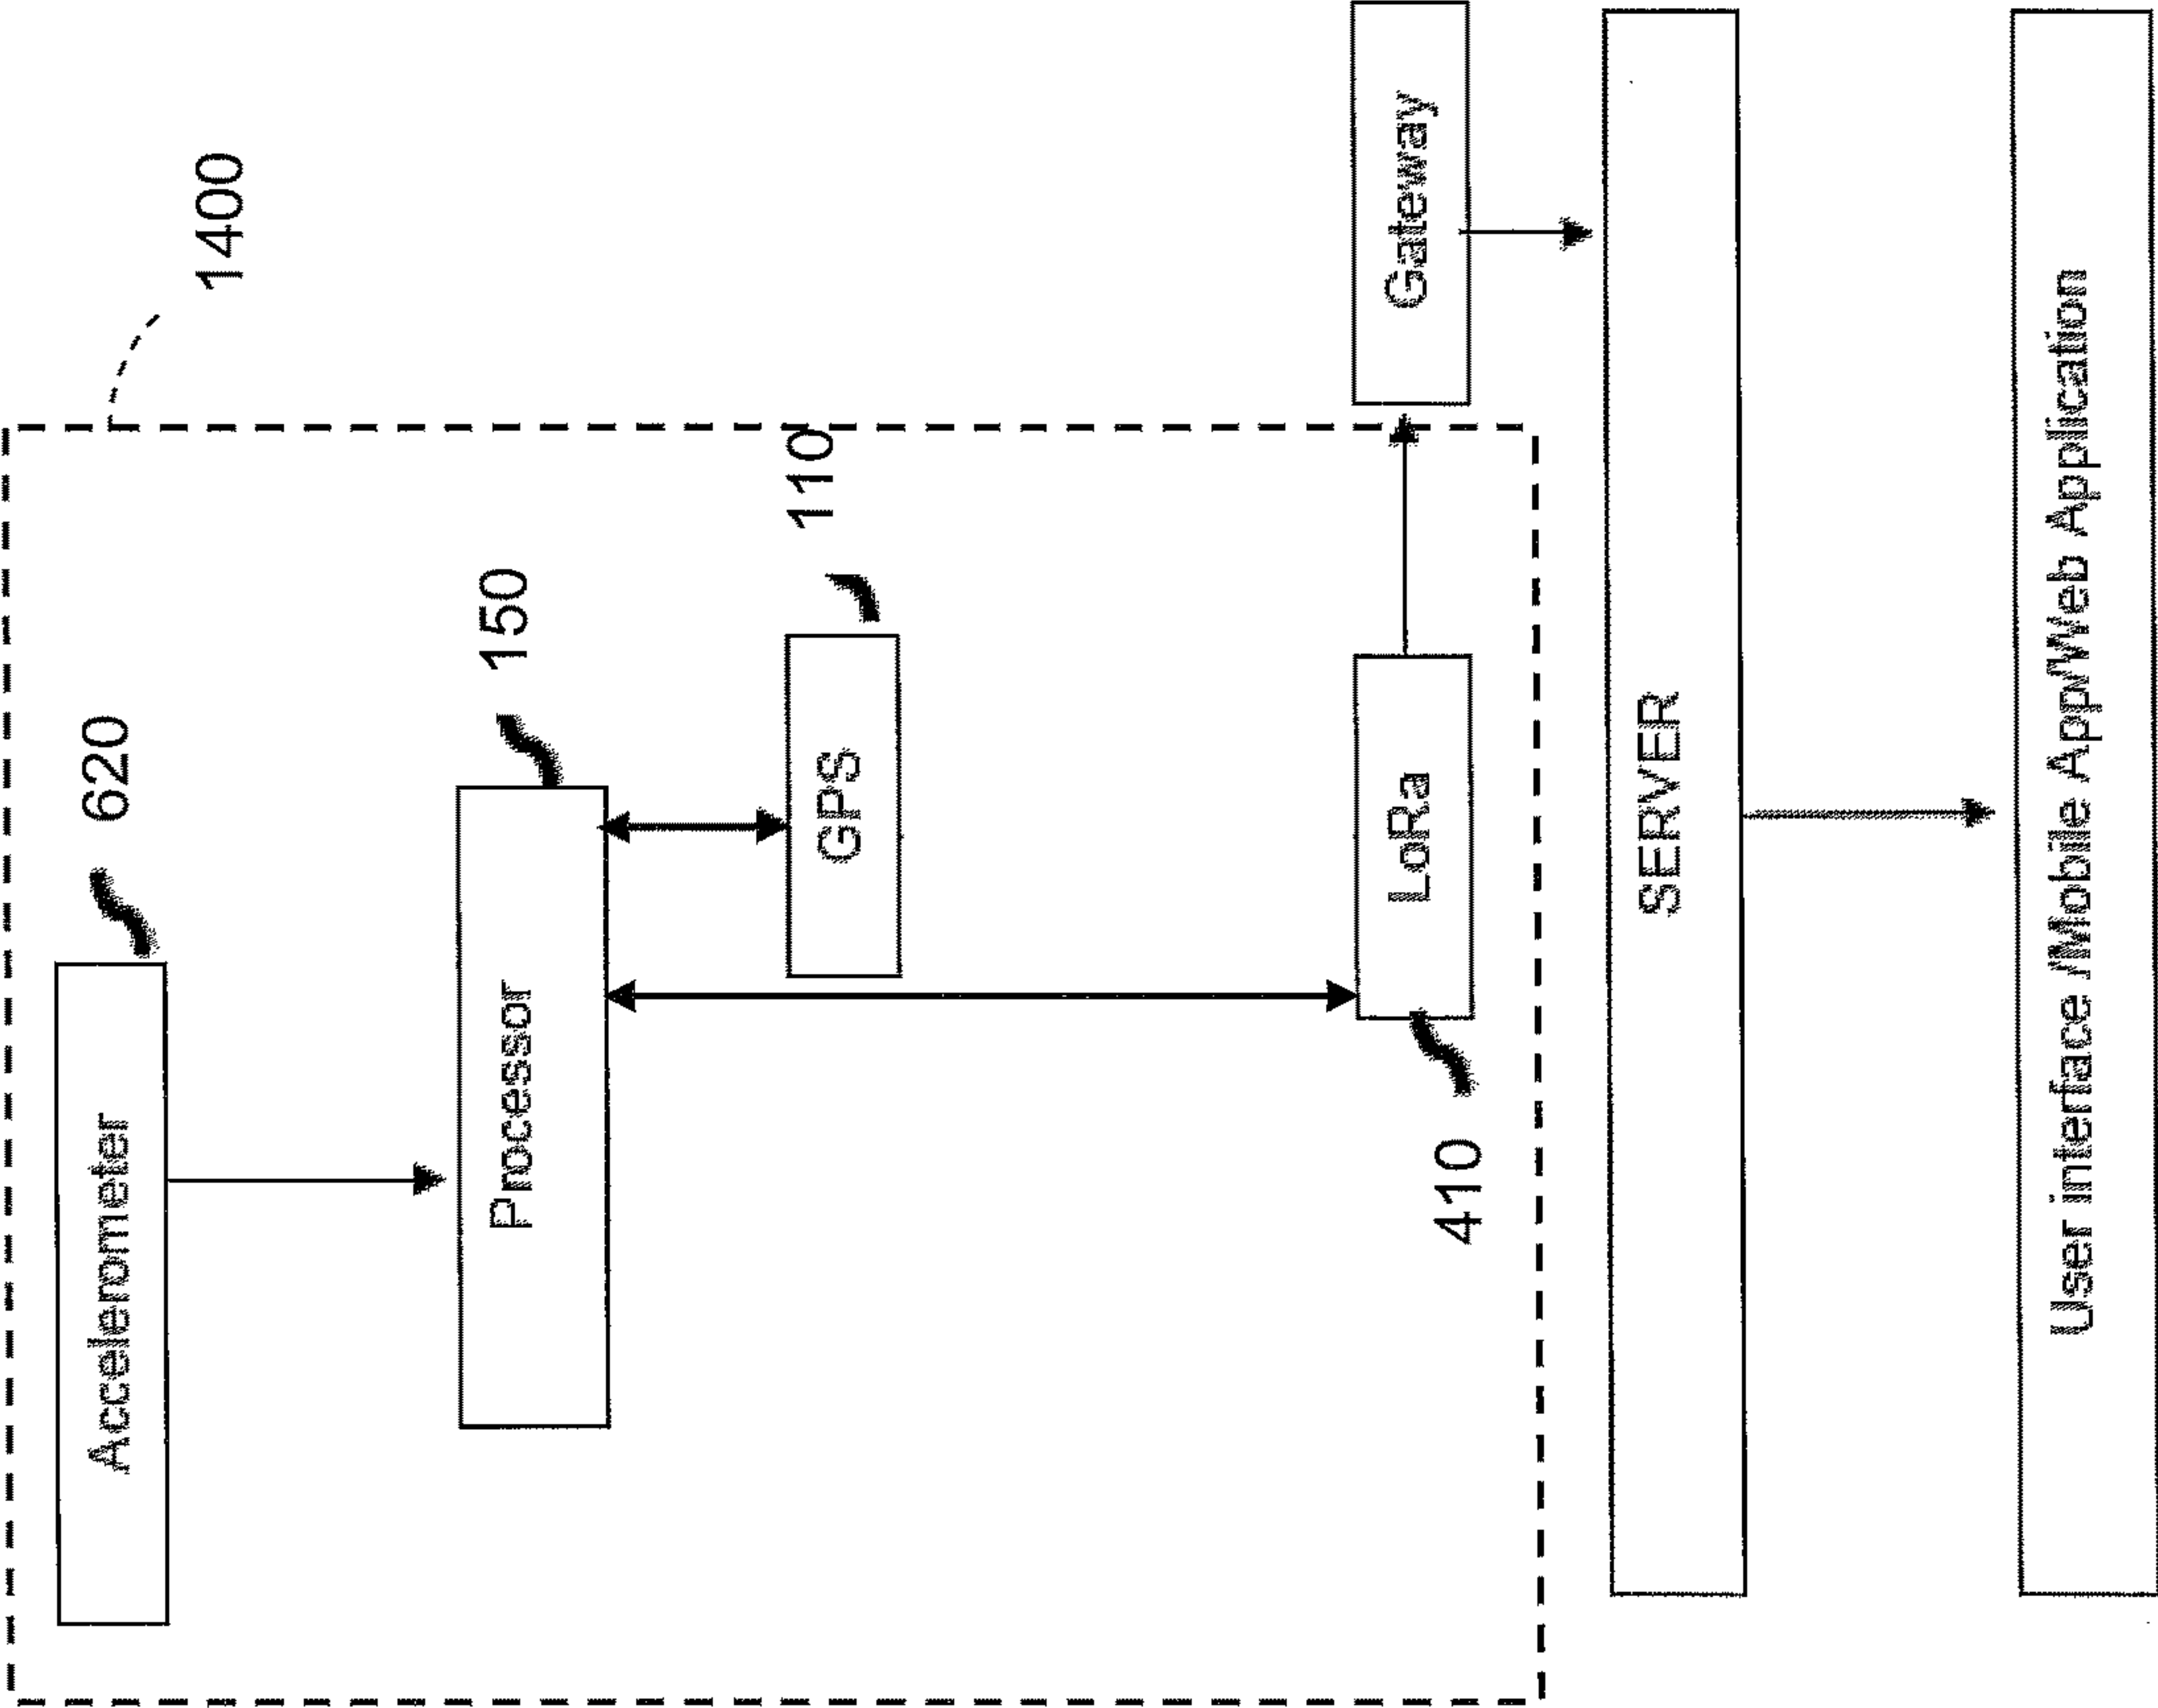 1400
620
Accelerometer
150
Processor
110
GPS
410
LoRa
Gateway
SERVER
User interface /Mobile App/Web Application